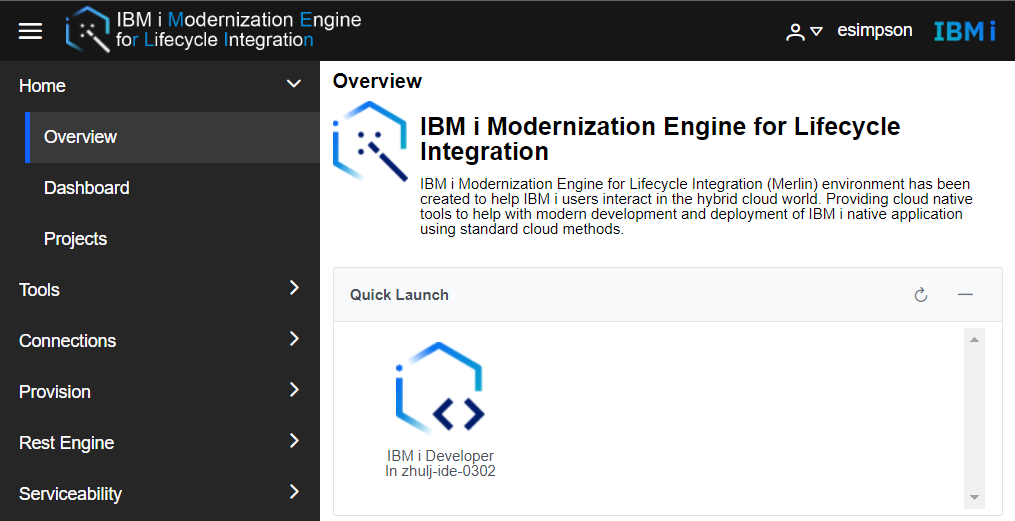 IBM i Modernization Engine
for Lifecycle Integration
esimpson
IBM i
Home
Overview
Dashboard
Projects
Tools
Connections
Provision
Rest Engine
Serviceability
Overview
IBM i Modernization Engine for Lifecycle
Integration
IBM i Modernization Engine for Lifecycle Integration (Merlin) environment has been
created to help IBM i users interact in the hybrid cloud world. Providing cloud native
tools to help with modern development and deployment of IBM i native application
using standard cloud methods.
Quick Launch
IBM i Developer
In zhulj-ide-0302